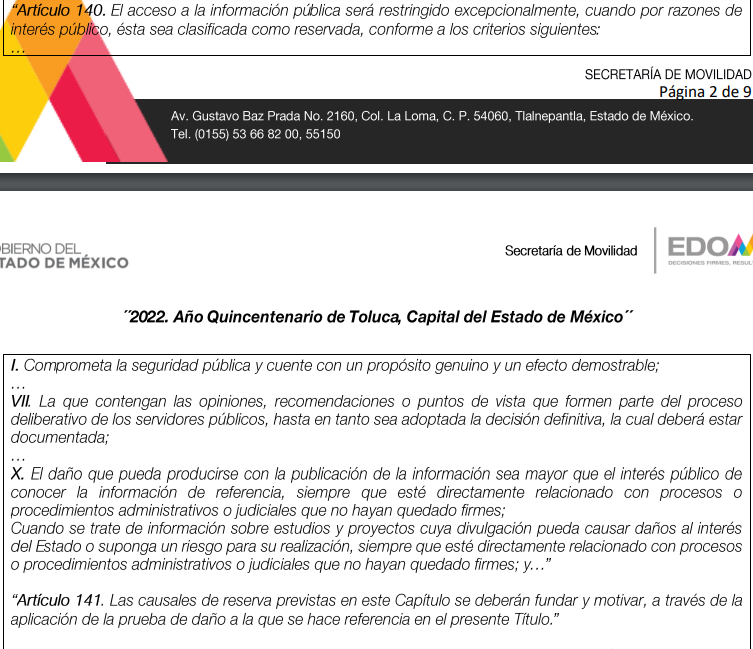 “Artículo 140. El acceso a la información pública será restringido excepcionalmente, cuando por razones de
interés público, ésta sea clasificada como reservada, conforme a los criterios siguientes:
…
SECRETARÍA DE MOVILIDAD
Página 2 de 9
Av. Gustavo Baz Prada No. 2160, Col. La Loma, C. P. 54060, Tlalnepantla, Estado de México.
Tel. (0155) 53 66 82 00, 55150
OBIERNO DEL
TADO DE MÉXICO
Secretaría de Movilidad
EDOM
DECISIONES FIRMES, RESUL
´´2022. Año Quincentenario de Toluca, Capital del Estado de México´´
I. Comprometa la seguridad pública y cuente con un propósito genuino y un efecto demostrable;
…
VII. La que contengan las opiniones, recomendaciones o puntos de vista que formen parte del proceso
deliberativo de los servidores públicos, hasta en tanto sea adoptada la decisión definitiva, la cual deberá estar
documentada;
…
X. El daño que pueda producirse con la publicación de la información sea mayor que el interés público de
conocer la información de referencia, siempre que esté directamente relacionado con procesos o
procedimientos administrativos o judiciales que no hayan quedado firmes;
Cuando se trate de información sobre estudios y proyectos cuya divulgación pueda causar daños al interés
del Estado o suponga un riesgo para su realización, siempre que esté directamente relacionado con procesos
o procedimientos administrativos o judiciales que no hayan quedado firmes; y…”
“Artículo 141. Las causales de reserva previstas en este Capítulo se deberán fundar y motivar, a través de la
aplicación de la prueba de daño a la que se hace referencia en el presente Título.”